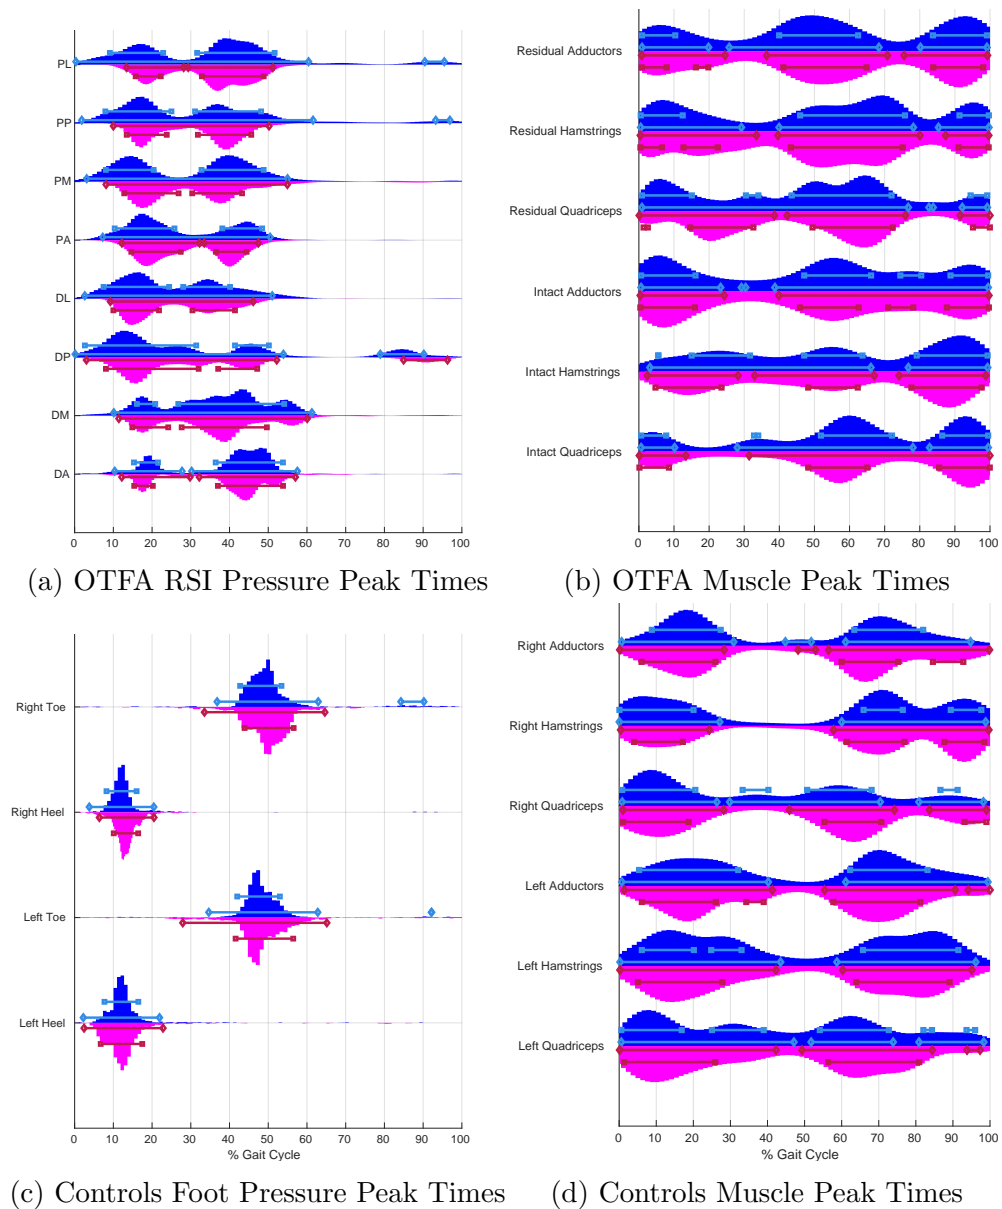 PL
PP
PM
PA
DL
DP
DM
DA
0 10 20 30 40 50 60 70 80 90 100
(a) OTFA RSI Pressure Peak Times
Residual Adductors
Residual Hamstrings
Residual Quadriceps
Intact Adductors
Intact Hamstrings
Intact Quadriceps
0 10 20 30 40 50 60 70 80 90 100
(b) OTFA Muscle Peak Times
Right Toe
Right Heel
Left Toe
Left Heel
0 10 20 30 40 50 60 70 80 90 100
% Gait Cycle
(c) Controls Foot Pressure Peak Times
Right Adductors
Right Hamstrings
Right Quadriceps
Left Adductors
Left Hamstrings
Left Quadriceps
0 10 20 30 40 50 60 70 80 90 100
% Gait Cycle
(d) Controls Muscle Peak Times